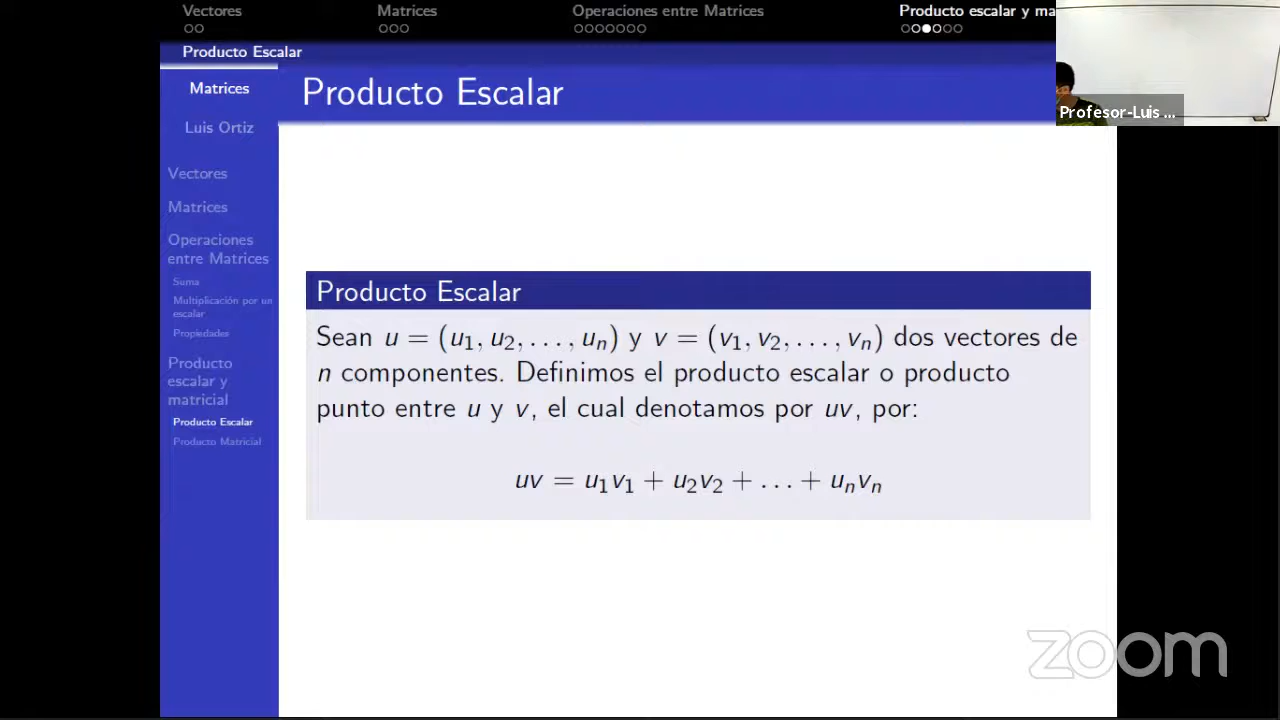 Vectores
Matrices
Operaciones entre Matrices
Producto escalar y ma
Producto Escalar
Matrices
Luis Ortiz
Vectores
Matrices
Operaciones
entre Matrices
Suma
Multiplicación por un
escalar
Propiedades
Producto
escalar y
matricial
Producto Escalar
Producto Matricial
Producto Escalar
Producto Escalar
Sean u = (u₁, u₂, . . . , uₙ) y v = (v₁, v₂, . . . , vₙ) dos vectores de
n componentes. Definimos el producto escalar o producto
punto entre u y v, el cual denotamos por uv, por:
uv = u₁v₁ + u₂v₂ + . . . + uₙvₙ
Profesor-Luis ...
zoom